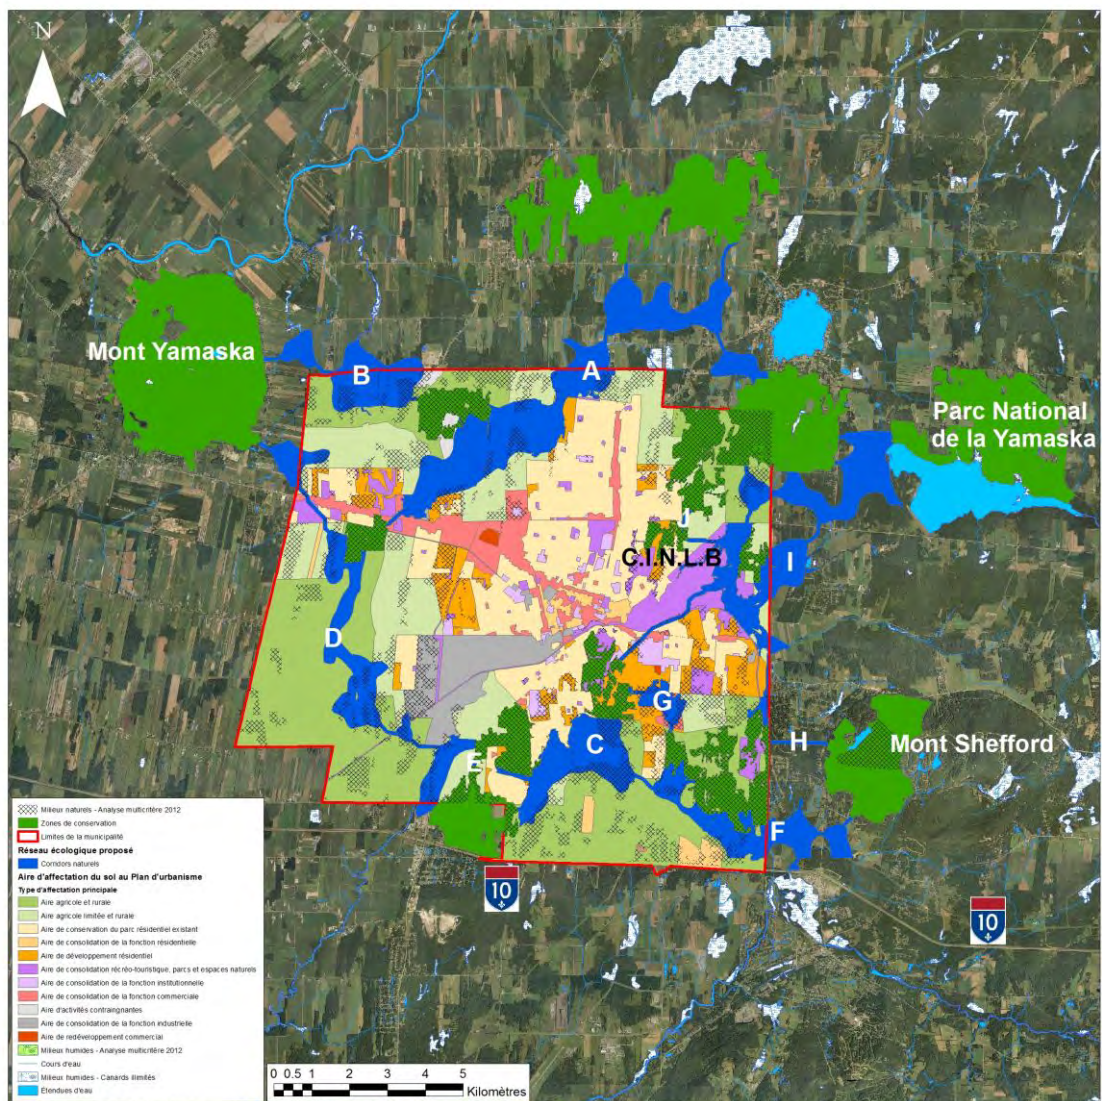 N
Mont Yamaska
B
A
Parc National
de la Yamaska
J
C.I.N.L.B
I
D
G
C
H
Mont Shefford
E
F
10
10
Milieux naturels - Analyse multicritère 2012
Zones de conservation
Limites de la municipalité
Réseau écologique proposé
Corridors naturels
Aire d'affectation du sol au Plan d'urbanisme
Type d'affectation principale
Aire agricole et rurale
Aire agricole limitée et rurale
Aire de conservation du parc résidentiel existant
Aire de consolidation de la fonction résidentielle
Aire de développement résidentiel
Aire de consolidation récréo-touristique, parcs et espaces naturels
Aire de consolidation de la fonction institutionnelle
Aire de consolidation de la fonction commerciale
Aire d'activités contraignantes
Aire de consolidation de la fonction industrielle
Aire de redéveloppement commercial
Milieux humides - Analyse multicritère 2012
Cours d'eau
Milieux humides - Canards illimités
Étendues d'eau
0 0.5 1 2 3 4 5
Kilomètres